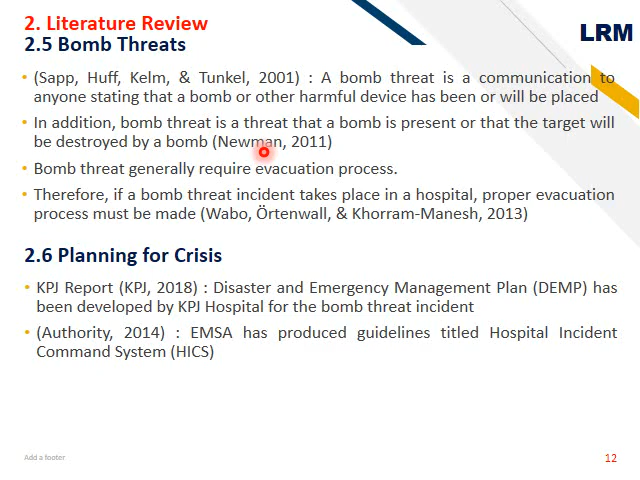 2. Literature Review
2.5 Bomb Threats
LRM
• (Sapp, Huff, Kelm, & Tunkel, 2001) : A bomb threat is a communication to
anyone stating that a bomb or other harmful device has been or will be placed
• In addition, bomb threat is a threat that a bomb is present or that the target will
be destroyed by a bomb (Newman, 2011)
• Bomb threat generally require evacuation process.
• Therefore, if a bomb threat incident takes place in a hospital, proper evacuation
process must be made (Wabo, Örtenwall, & Khorram-Manesh, 2013)
2.6 Planning for Crisis
• KPJ Report (KPJ, 2018) : Disaster and Emergency Management Plan (DEMP) has
been developed by KPJ Hospital for the bomb threat incident
• (Authority, 2014) : EMSA has produced guidelines titled Hospital Incident
Command System (HICS)
Add a footer
12